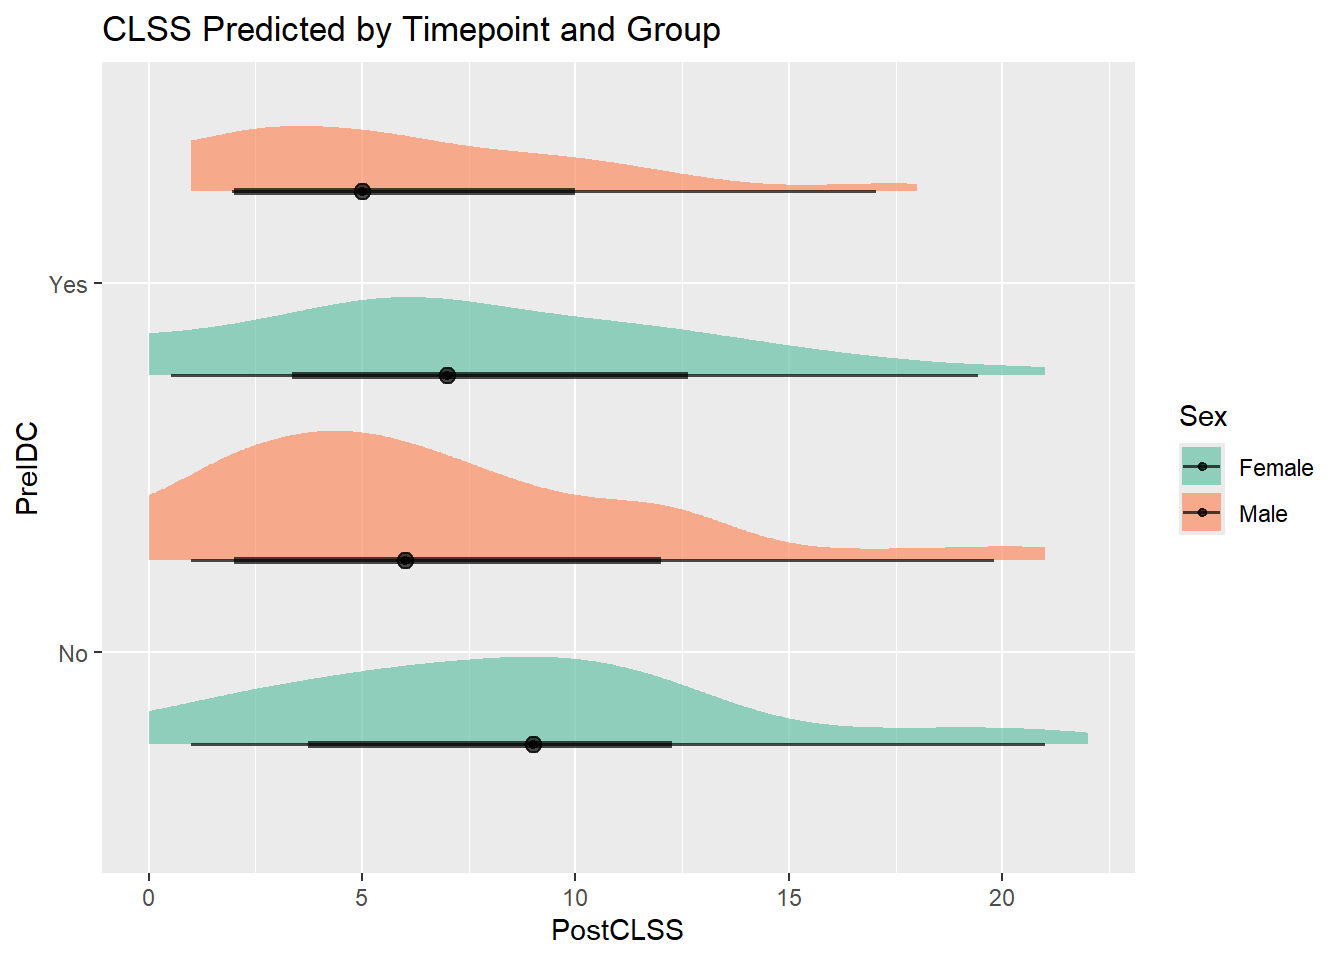 CLSS Predicted by Timepoint and Group
Yes
No
PreIDC
0 5 10 15 20
PostCLSS
Sex
Female
Male